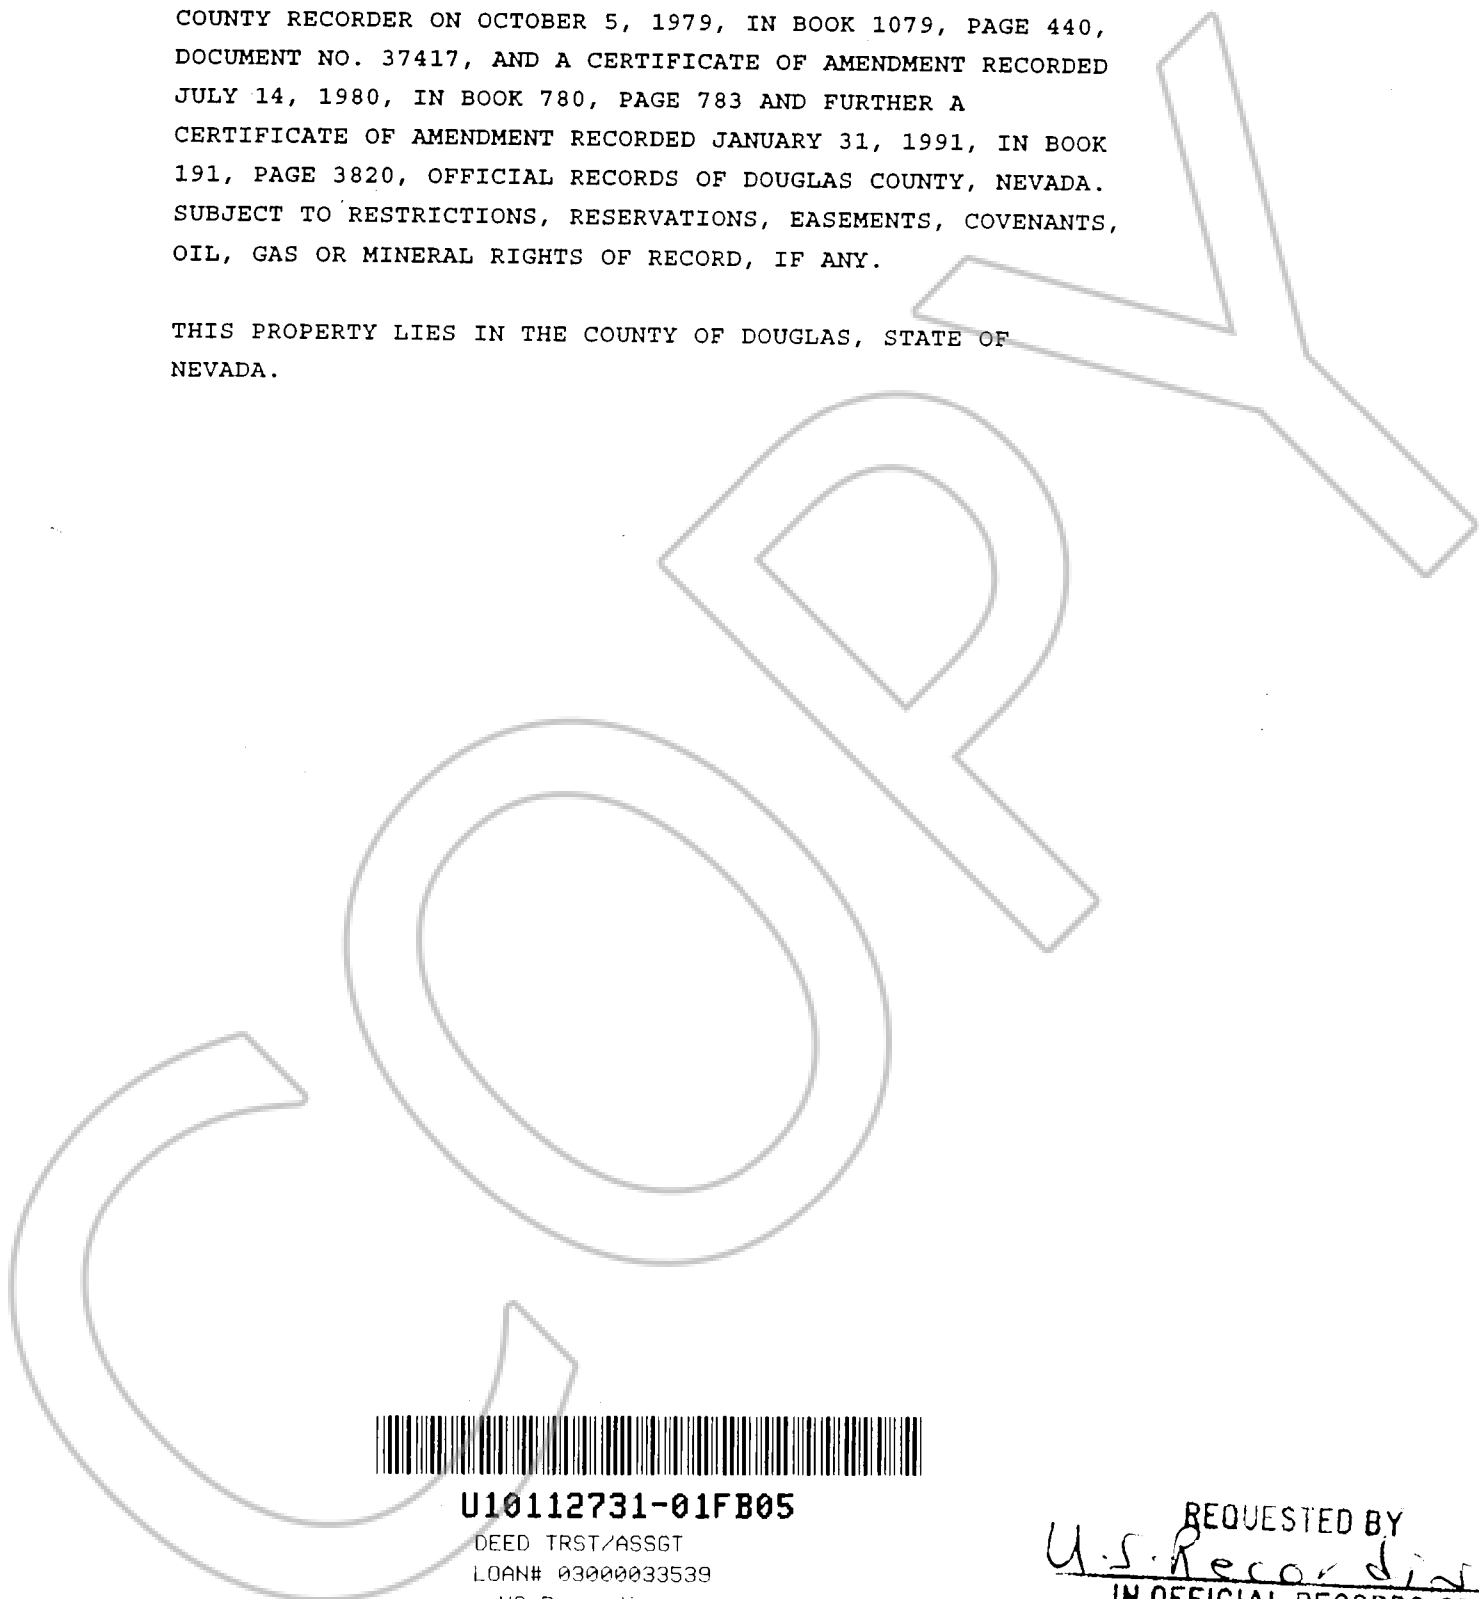 COUNTY RECORDER ON OCTOBER 5, 1979, IN BOOK 1079, PAGE 440,
DOCUMENT NO. 37417, AND A CERTIFICATE OF AMENDMENT RECORDED
JULY 14, 1980, IN BOOK 780, PAGE 783 AND FURTHER A
CERTIFICATE OF AMENDMENT RECORDED JANUARY 31, 1991, IN BOOK
191, PAGE 3820, OFFICIAL RECORDS OF DOUGLAS COUNTY, NEVADA.
SUBJECT TO RESTRICTIONS, RESERVATIONS, EASEMENTS, COVENANTS,
OIL, GAS OR MINERAL RIGHTS OF RECORD, IF ANY.
THIS PROPERTY LIES IN THE COUNTY OF DOUGLAS, STATE OF
NEVADA.
COPY
U10112731-01FB05
DEED TRST/ASSGT
LOAN# 03000033539
REQUESTED BY
U.S. Recordin
IN OFFICIAL RECORDS